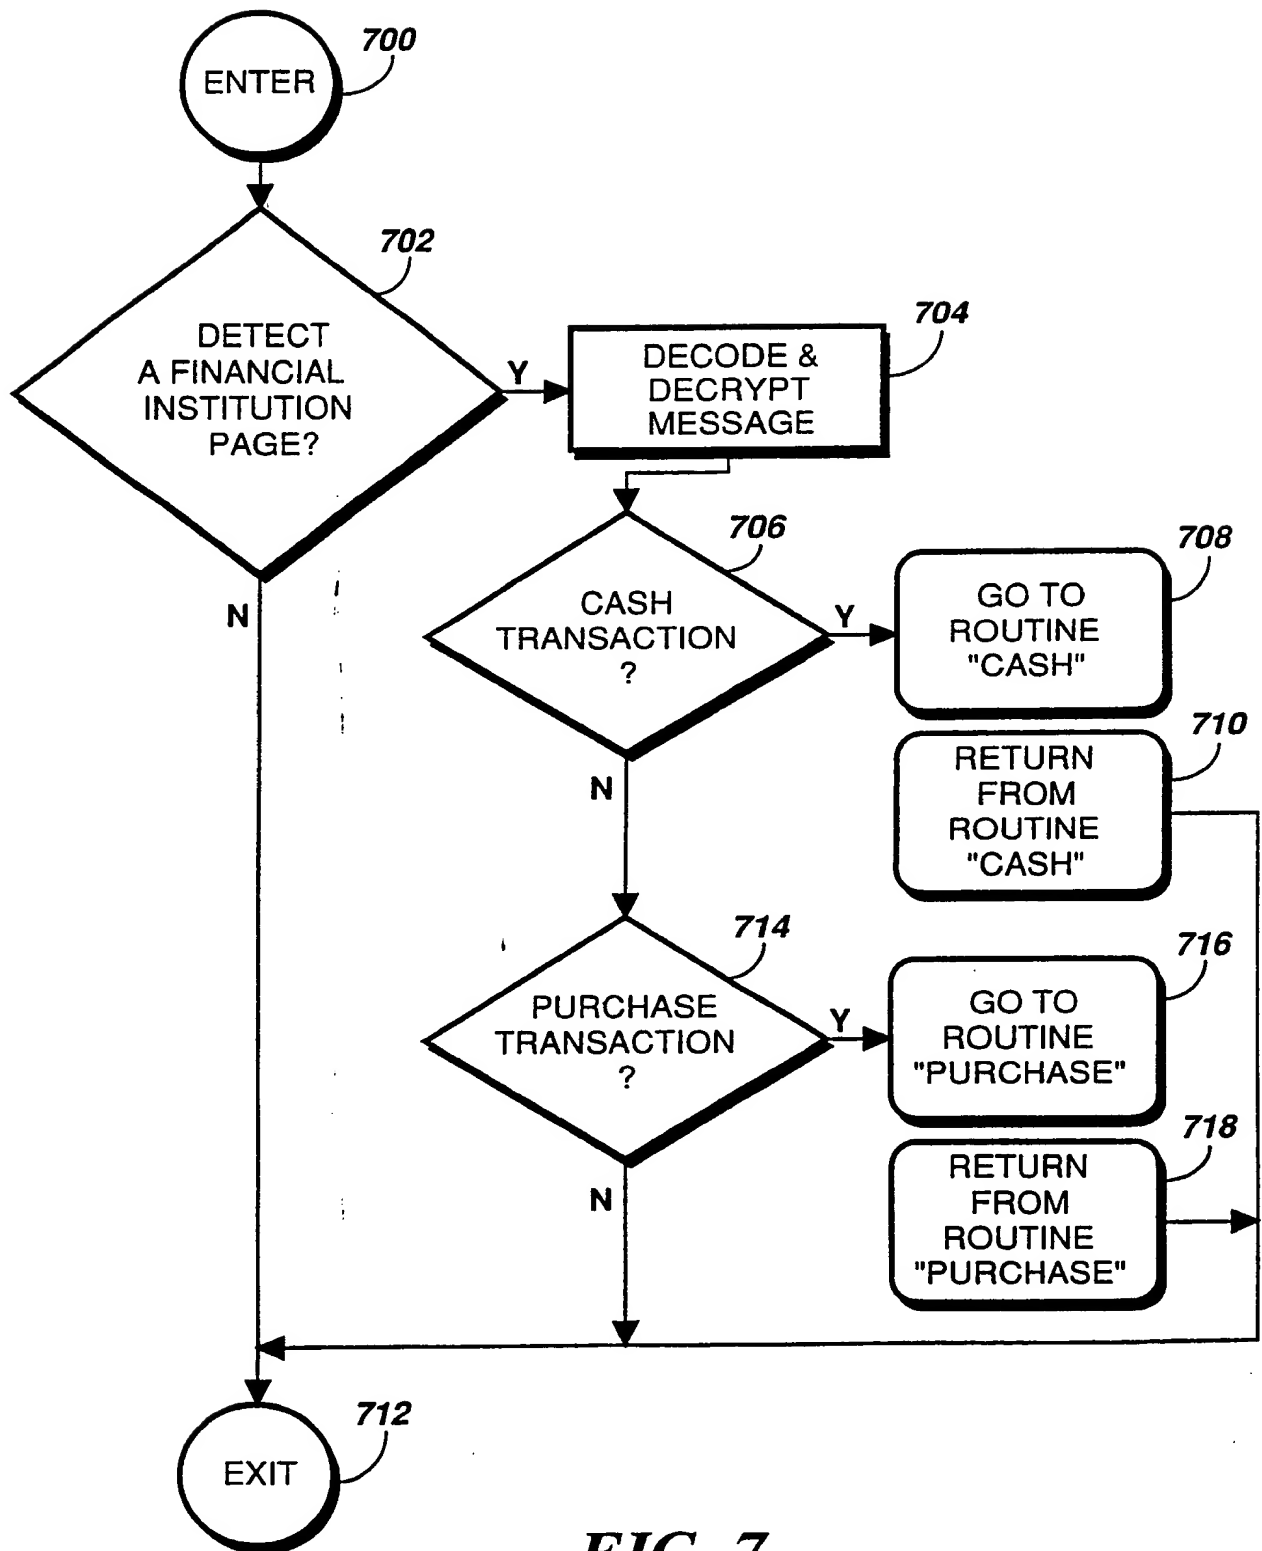 700
ENTER
702
DETECT
A FINANCIAL
INSTITUTION
PAGE?
Y
N
704
DECODE &
DECRYPT
MESSAGE
706
CASH
TRANSACTION
?
Y
N
708
GO TO
ROUTINE
"CASH"
710
RETURN
FROM
ROUTINE
"CASH"
714
PURCHASE
TRANSACTION
?
Y
N
716
GO TO
ROUTINE
"PURCHASE"
718
RETURN
FROM
ROUTINE
"PURCHASE"
712
EXIT
FIG. 7